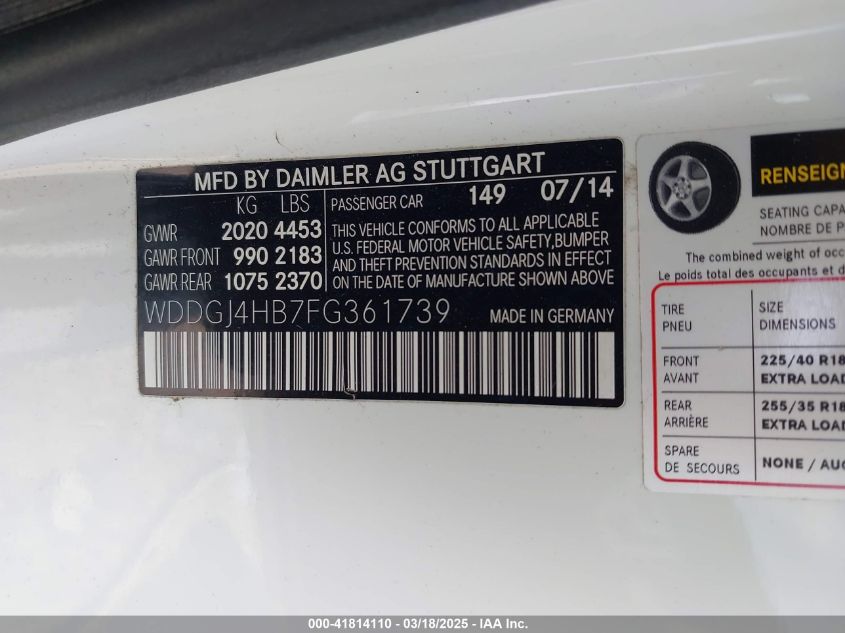 MFD BY DAIMLER AG STUTTGART
KG LBS
GVWR 2020 4453
GAWR FRONT 990 2183
GAWR REAR 1075 2370
PASSENGER CAR 149 07/14
THIS VEHICLE CONFORMS TO ALL APPLICABLE
U.S. FEDERAL MOTOR VEHICLE SAFETY,BUMPER
AND THEFT PREVENTION STANDARDS IN EFFECT
ON THE DATE OF MANUFACTURE SHOWN ABOVE
WDDGJ4HB7FG361739 MADE IN GERMANY
RENSEIGN
SEATING CAPA
NOMBRE DE P
The combined weight of occ
Le poids total des occupants et d
TIRE SIZE
PNEU DIMENSIONS
FRONT 225/40 R18
AVANT EXTRA LOAD
REAR 255/35 R18
ARRIÈRE EXTRA LOAD
SPARE
DE SECOURS NONE / AUC
000-41814110 — 03/18/2025 — IAA Inc.